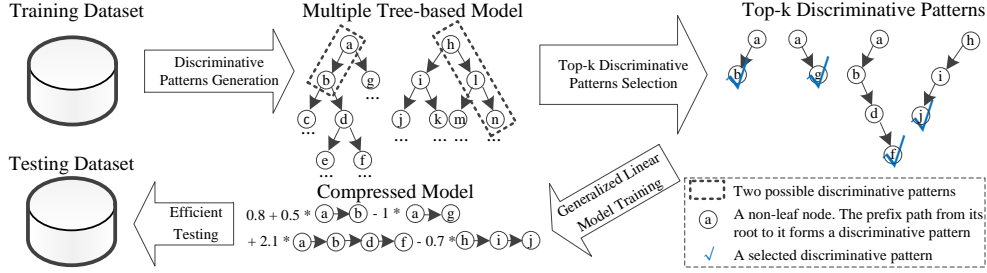 Training Dataset
Multiple Tree-based Model
Top-k Discriminative Patterns
Discriminative
Patterns Generation
a
h
b
g
...
i
l
c
...
d
j
...
k
...
m
...
n
...
e
...
f
...
Top-k Discriminative
Patterns Selection
a
a
a
h
b
g
b
i
d
j
f
Testing Dataset
Efficient
Testing
Compressed Model
0.8 + 0.5 * a b - 1 * a g
+ 2.1 * a b d f - 0.7 * h i j
Generalized Linear
Model Training
Two possible discriminative patterns
a
A non-leaf node. The prefix path from its
root to it forms a discriminative pattern
√ A selected discriminative pattern